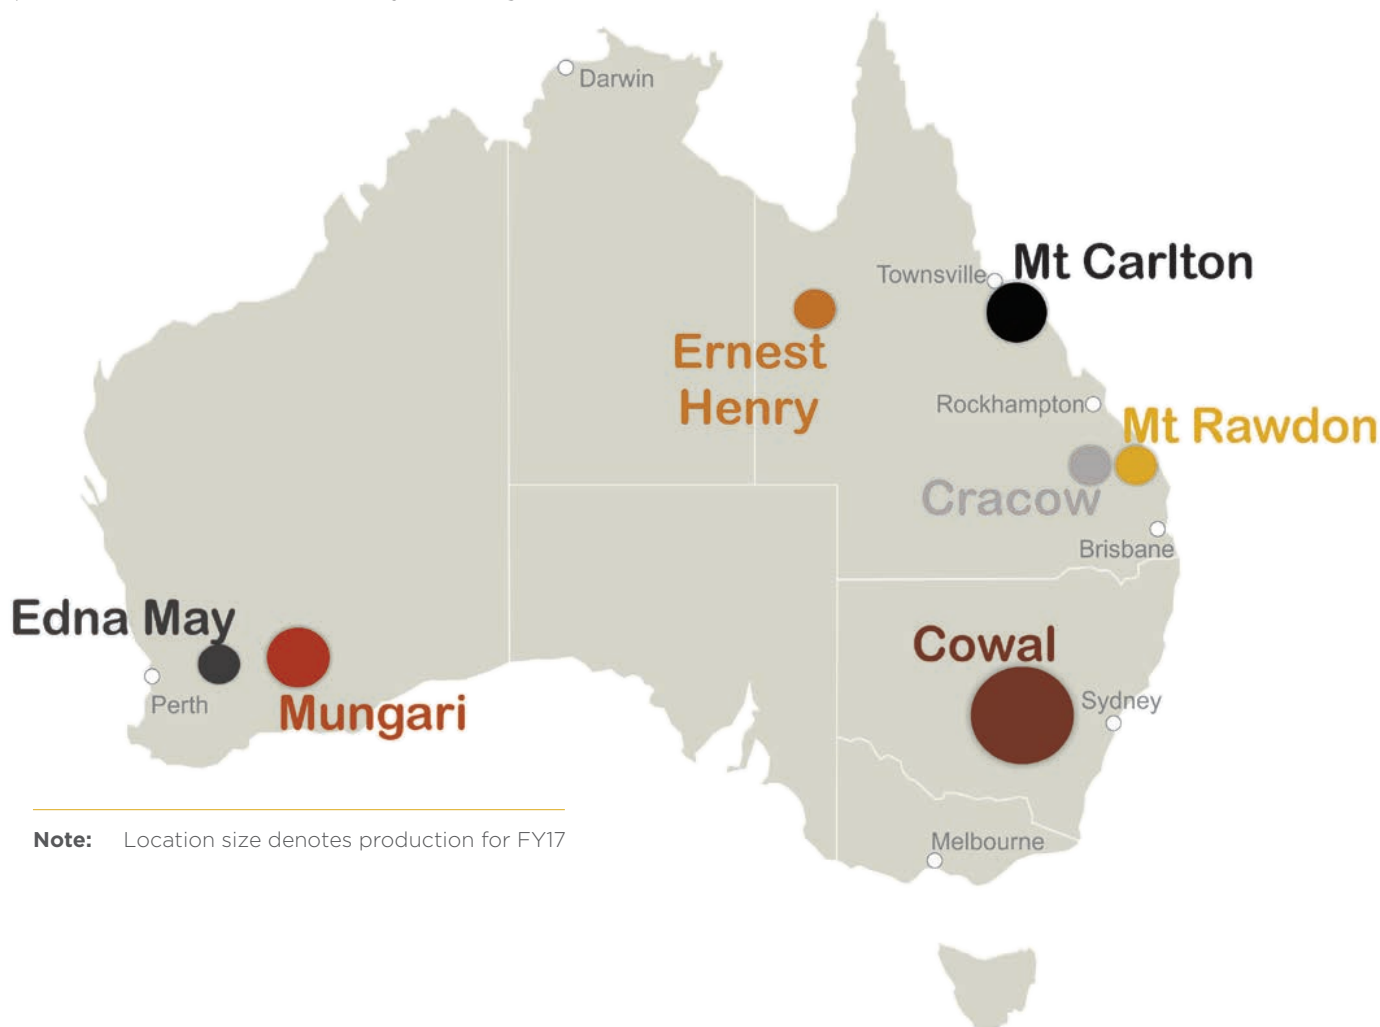 Darwin
Townsville
Mt Carlton
Ernest
Henry
Rockhampton
Mt Rawdon
Cracow
Brisbane
Edna May
Perth
Mungari
Cowal
Sydney
Note: Location size denotes production for FY17
Melbourne